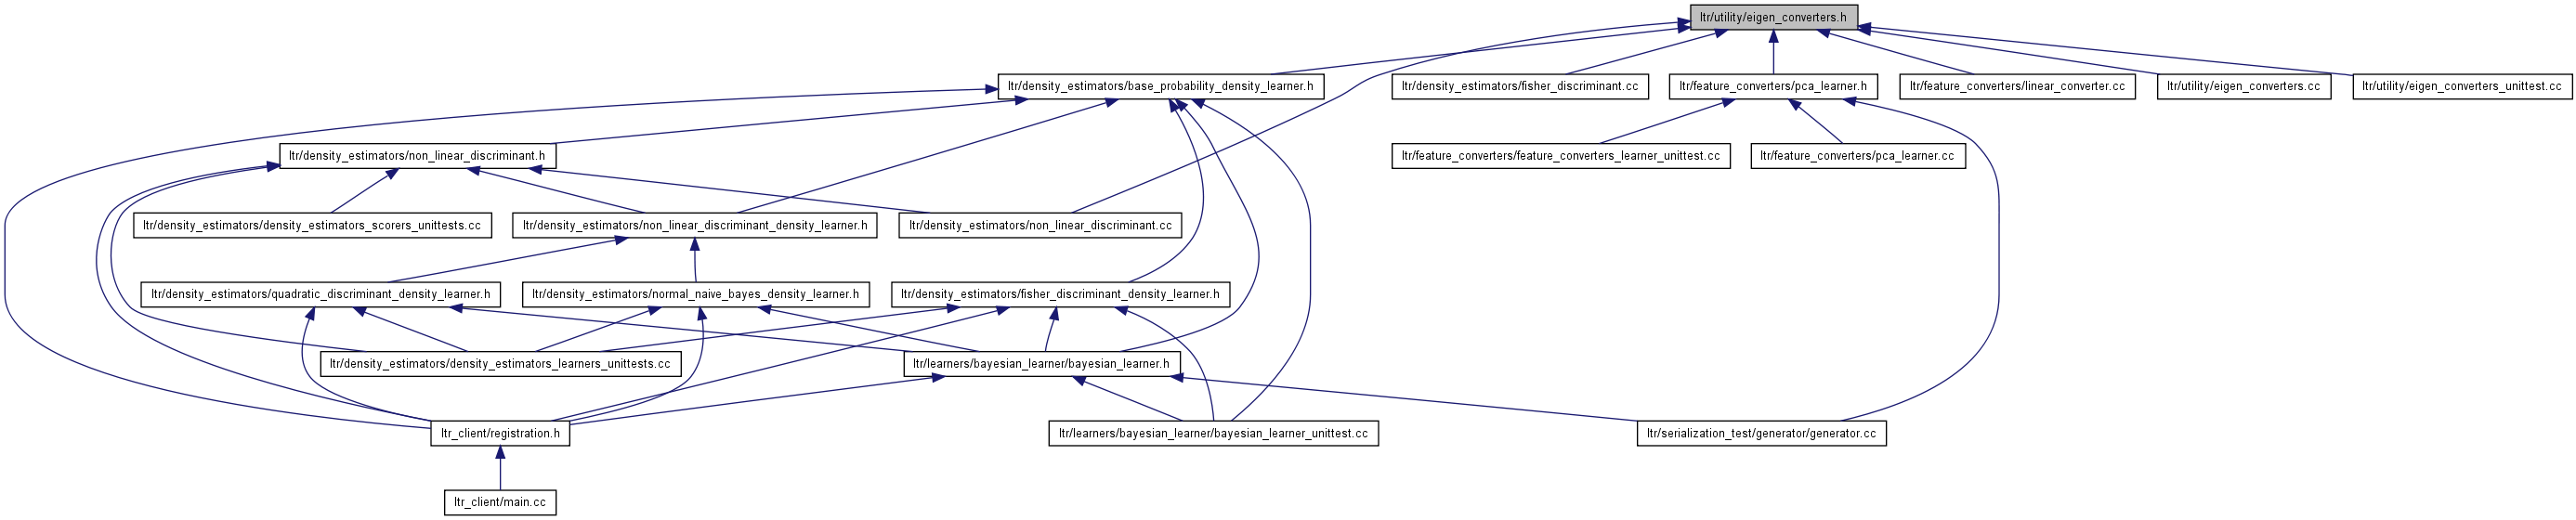 ltr/utility/eigen_converters.h
ltr/density_estimators/base_probability_density_learner.h
ltr/density_estimators/fisher_discriminant.cc
ltr/feature_converters/pca_learner.h
ltr/feature_converters/linear_converter.cc
ltr/utility/eigen_converters.cc
ltr/utility/eigen_converters_unittest.cc
ltr/density_estimators/non_linear_discriminant.h
ltr/feature_converters/feature_converters_learner_unittest.cc
ltr/feature_converters/pca_learner.cc
ltr/density_estimators/density_estimators_scorers_unittests.cc
ltr/density_estimators/non_linear_discriminant_density_learner.h
ltr/density_estimators/non_linear_discriminant.cc
ltr/density_estimators/quadratic_discriminant_density_learner.h
ltr/density_estimators/normal_naive_bayes_density_learner.h
ltr/density_estimators/fisher_discriminant_density_learner.h
ltr/density_estimators/density_estimators_learners_unittests.cc
ltr/learners/bayesian_learner/bayesian_learner.h
ltr_client/registration.h
ltr/learners/bayesian_learner/bayesian_learner_unittest.cc
ltr/serialization_test/generator/generator.cc
ltr_client/main.cc